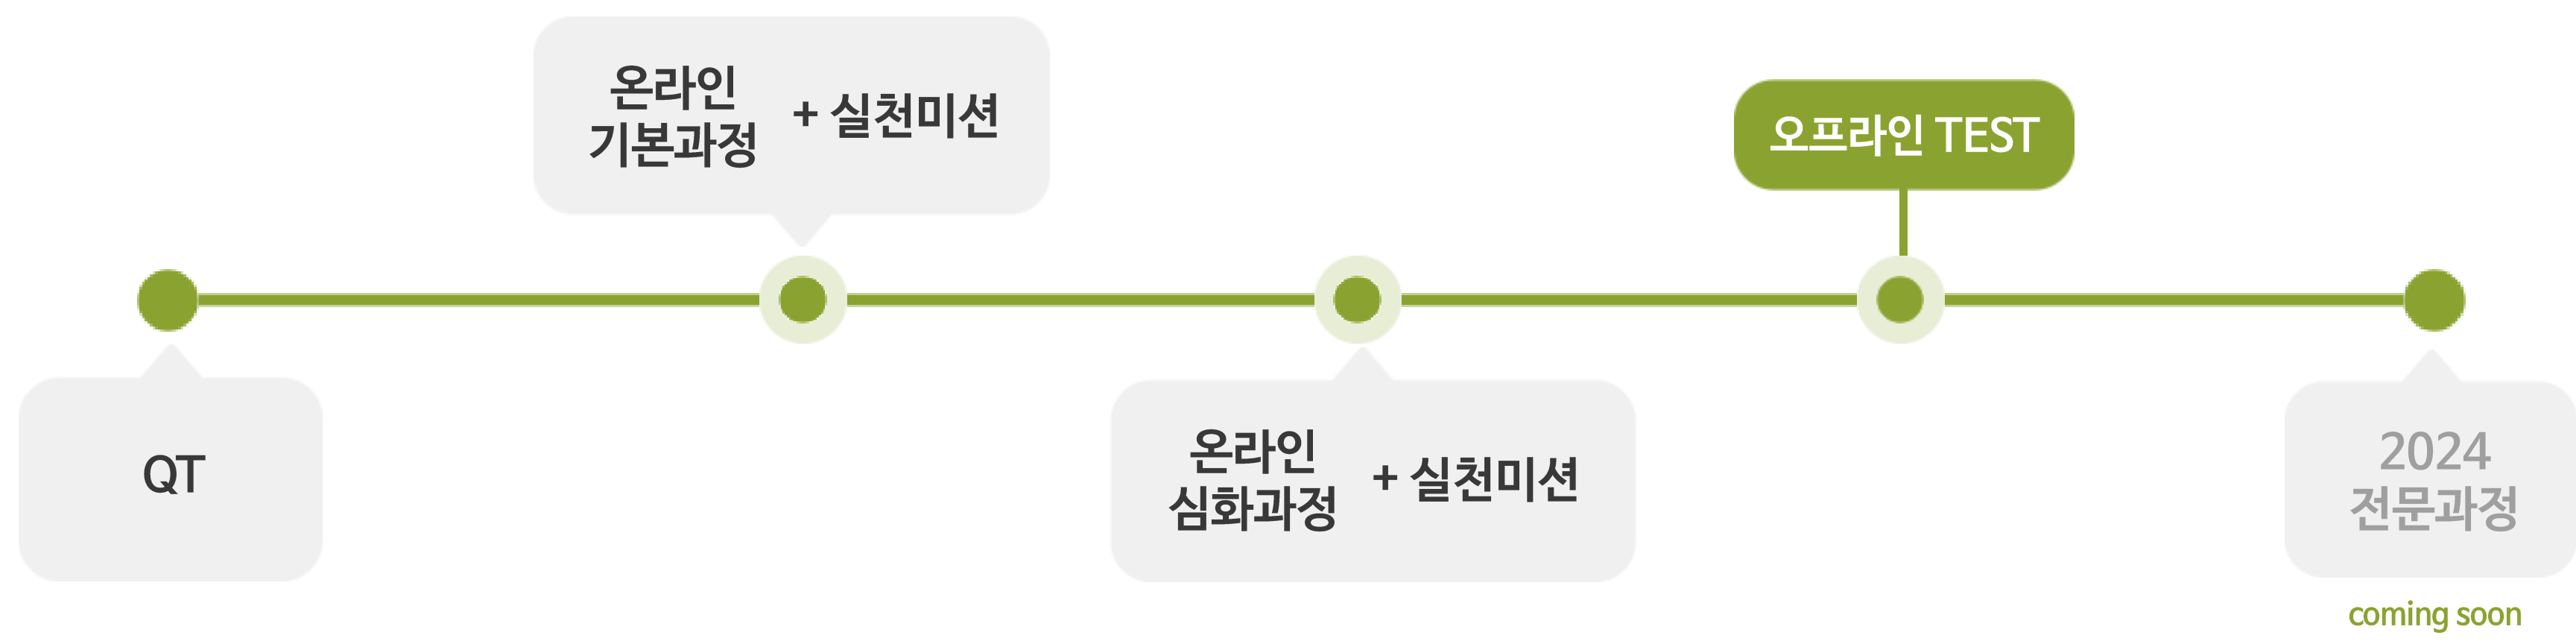 QT
온라인
기본과정
+ 실천미션
온라인
심화과정
+ 실천미션
오프라인 TEST
2024
전문과정
coming soon